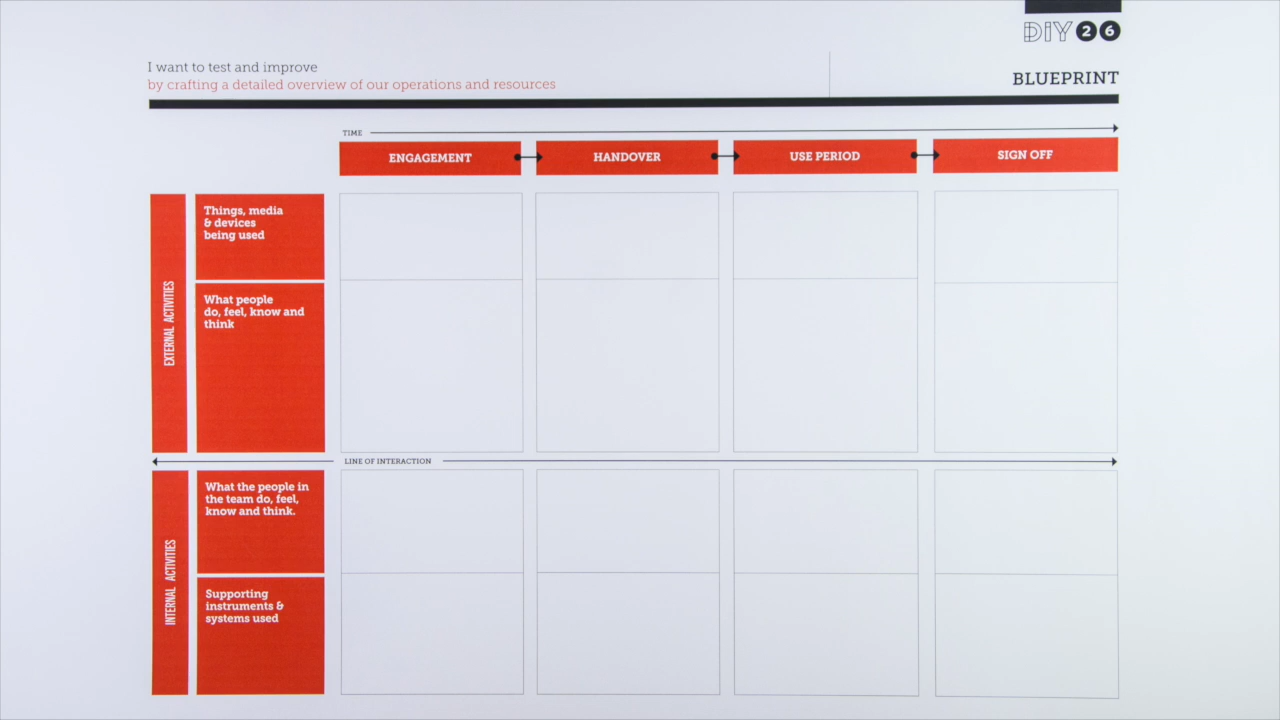 DIY 26
I want to test and improve
by crafting a detailed overview of our operations and resources
BLUEPRINT
TIME
ENGAGEMENT
HANDOVER
USE PERIOD
SIGN OFF
EXTERNAL ACTIVITIES
Things, media
& devices
being used
What people
do, feel, know and
think
LINE OF INTERACTION
INTERNAL ACTIVITIES
What the people in
the team do, feel,
know and think.
Supporting
instruments &
systems used